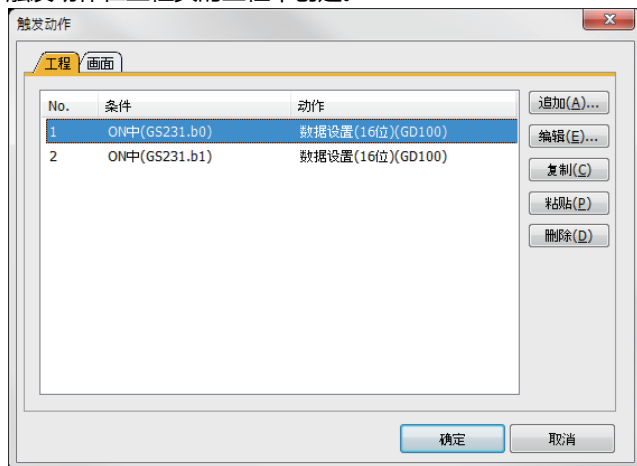 触发动作
工程 画面
No. 条件 动作
1 ON中(GS231.b0) 数据设置(16位)(GD100)
2 ON中(GS231.b1) 数据设置(16位)(GD100)
追加(A)...
编辑(E)...
复制(C)
粘贴(P)
删除(D)
确定 取消